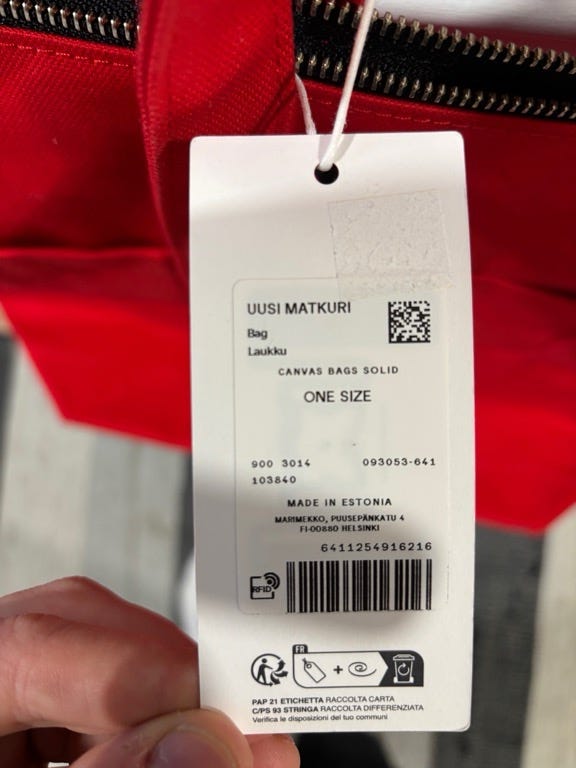 UUSI MATKURI
Bag
Laukku
CANVAS BAGS SOLID
ONE SIZE
900 3014 093053-641
103840
MADE IN ESTONIA
MARIMEKKO, PUUSEPÄNKATU 4
FI-00880 HELSINKI
6411254916216
RFID
FR
+
PAP 21 ETICHETTA RACCOLTA CARTA
C/PS 93 STRINGA RACCOLTA DIFFERENZIATA
Verifica le disposizioni del tuo comuni